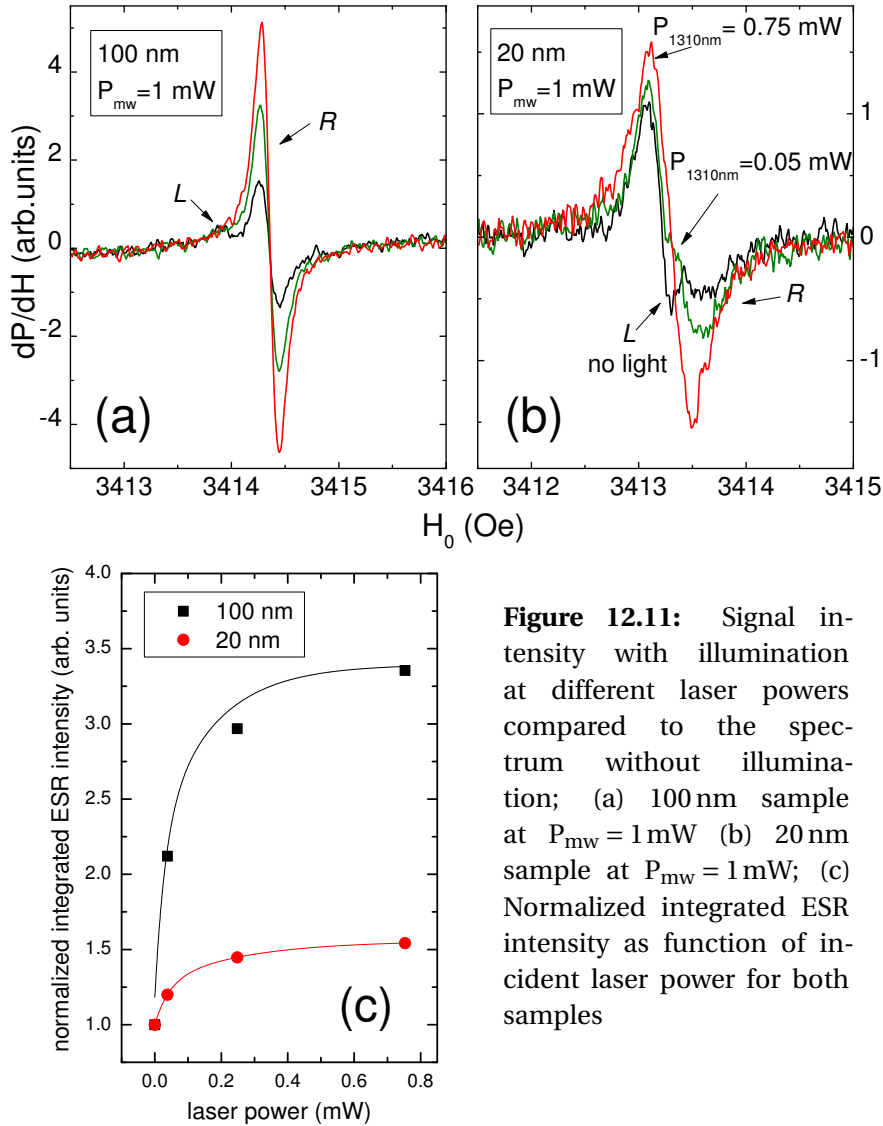 100 nm
P_mw=1 mW
R
L
dP/dH (arb.units)
4
2
0
-2
-4
(a)
3413
3414
3415
3416
P_1310nm = 0.75 mW
20 nm
P_mw=1 mW
P_1310nm=0.05 mW
L
no light
R
(b)
1
0
-1
3412
3413
3414
3415
H_0 (Oe)
normalized integrated ESR intensity (arb. units)
4.0
3.5
3.0
2.5
2.0
1.5
1.0
100 nm
20 nm
(c)
0.0
0.2
0.4
0.6
0.8
laser power (mW)
Figure 12.11: Signal in-
tensity with illumination
at different laser powers
compared to the spec-
trum without illumina-
tion; (a) 100 nm sample
at P_mw = 1 mW (b) 20 nm
sample at P_mw = 1 mW; (c)
Normalized integrated ESR
intensity as function of in-
cident laser power for both
samples